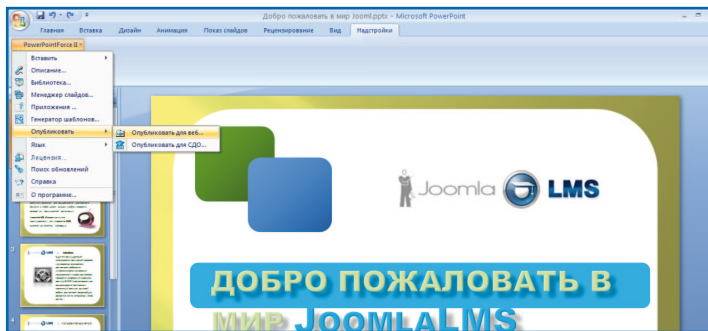 Добро пожаловать в мир Jooml.pptx - Microsoft PowerPoint
Главная Вставка Дизайн Анимация Показ слайдов Рецензирование Вид Надстройки
PowerPointForce II
Вставить
Описание...
Библиотека...
Менеджер слайдов...
Приложения ...
Генератор шаблонов...
Опубликовать
Опубликовать для веб...
Язык
Опубликовать для СДО...
Лицензия...
Поиск обновлений
Справка
О программе...
Joomla LMS
ДОБРО ПОЖАЛОВАТЬ В
МИР JOOMLALMS
3
4